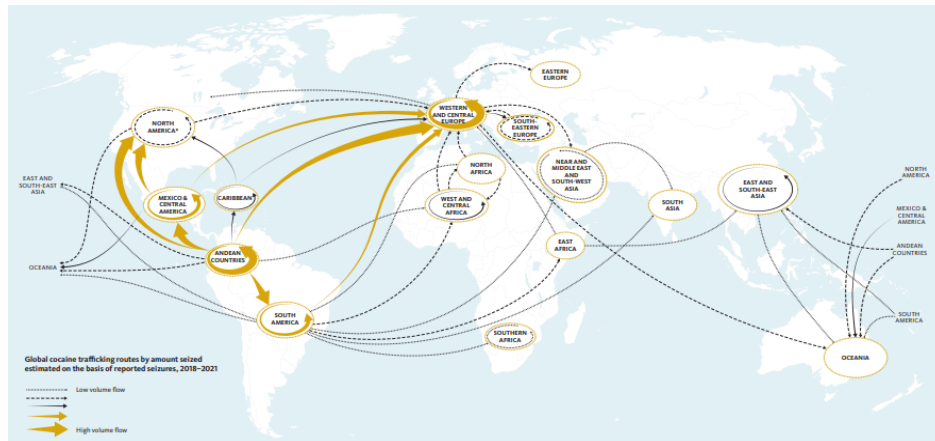 EASTERN
EUROPE
WESTERN
AND CENTRAL
EUROPE
NORTH
AMERICA*
SOUTH-
EASTERN
EUROPE
NORTH
AFRICA
NEAR AND
MIDDLE EAST
AND
SOUTH-WEST
ASIA
EAST AND
SOUTH-EAST
ASIA
NORTH
AMERICA
EAST AND
SOUTH-EAST
ASIA
MEXICO &
CENTRAL
AMERICA
CARIBBEAN
WEST AND
CENTRAL
AFRICA
SOUTH
ASIA
MEXICO &
CENTRAL
AMERICA
ANDEAN
COUNTRIES
EAST
AFRICA
ANDEAN
COUNTRIES
OCEANIA
SOUTH
AMERICA
SOUTHERN
AFRICA
SOUTH
AMERICA
OCEANIA
Global cocaine trafficking routes by amount seized
estimated on the basis of reported seizures, 2018–2021
Low volume flow
High volume flow